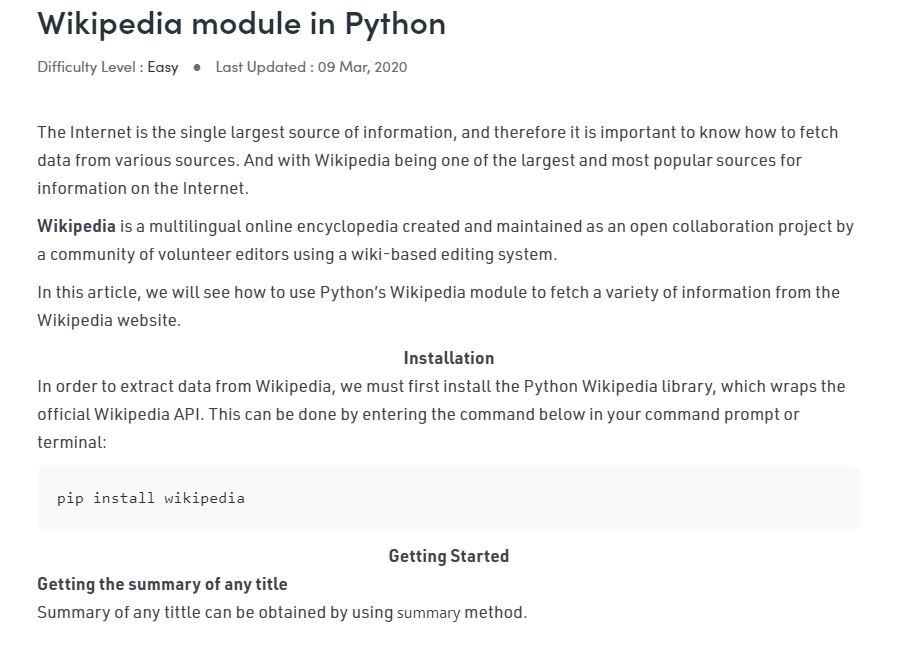 Wikipedia module in Python
Difficulty Level : Easy ● Last Updated : 09 Mar, 2020
The Internet is the single largest source of information, and therefore it is important to know how to fetch
data from various sources. And with Wikipedia being one of the largest and most popular sources for
information on the Internet.
Wikipedia is a multilingual online encyclopedia created and maintained as an open collaboration project by
a community of volunteer editors using a wiki-based editing system.
In this article, we will see how to use Python’s Wikipedia module to fetch a variety of information from the
Wikipedia website.
Installation
In order to extract data from Wikipedia, we must first install the Python Wikipedia library, which wraps the
official Wikipedia API. This can be done by entering the command below in your command prompt or
terminal:
pip install wikipedia
Getting Started
Getting the summary of any title
Summary of any tittle can be obtained by using summary method.